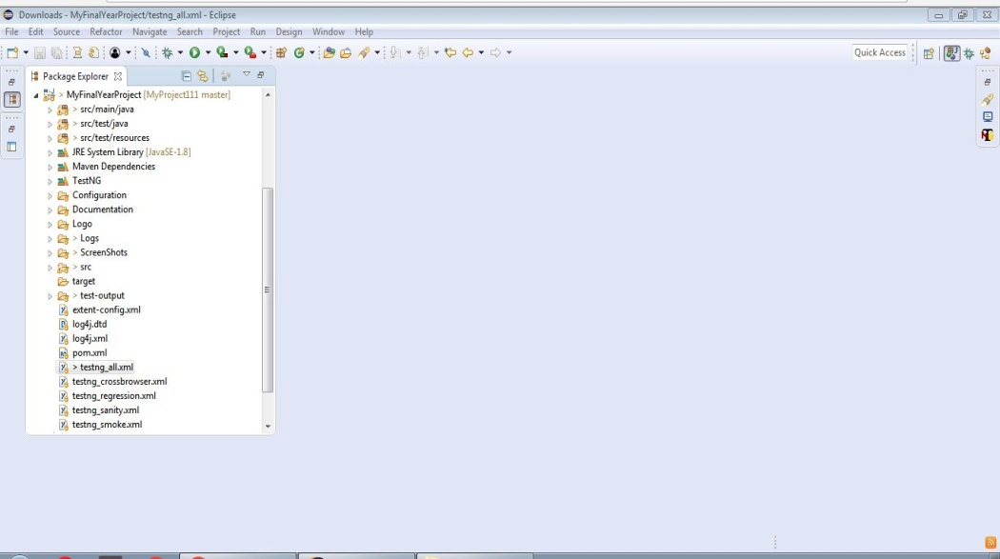 Downloads - MyFinalYearProject/testng_all.xml - Eclipse
File Edit Source Refactor Navigate Search Project Run Design Window Help
Quick Access
Package Explorer
> MyFinalYearProject [MyProject111 master]
> src/main/java
> src/test/java
> src/test/resources
JRE System Library [JavaSE-1.8]
Maven Dependencies
TestNG
Configuration
Documentation
Logo
> Logs
> ScreenShots
> src
target
> test-output
extent-config.xml
log4j.dtd
log4j.xml
pom.xml
> testng_all.xml
testng_crossbrowser.xml
testng_regression.xml
testng_sanity.xml
testng_smoke.xml